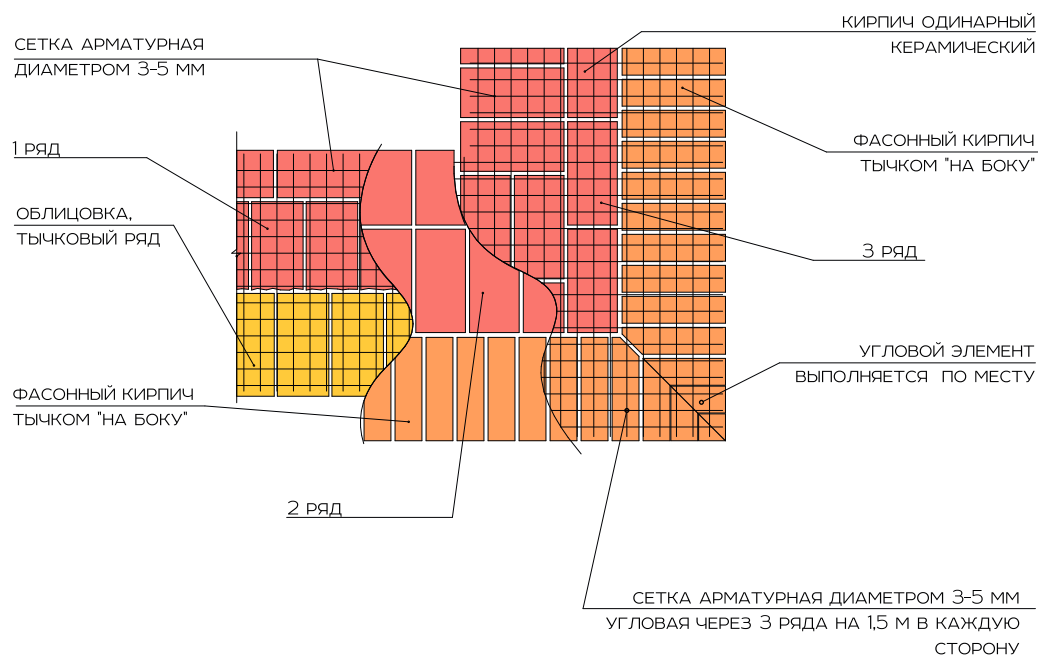 КИРПИЧ ОДИНАРНЫЙ
КЕРАМИЧЕСКИЙ
СЕТКА АРМАТУРНАЯ
ДИАМЕТРОМ 3-5 ММ
1 РЯД
ФАСОННЫЙ КИРПИЧ
ТЫЧКОМ "НА БОКУ"
ОБЛИЦОВКА,
ТЫЧКОВЫЙ РЯД
3 РЯД
УГЛОВОЙ ЭЛЕМЕНТ
ВЫПОЛНЯЕТСЯ ПО МЕСТУ
ФАСОННЫЙ КИРПИЧ
ТЫЧКОМ "НА БОКУ"
2 РЯД
СЕТКА АРМАТУРНАЯ ДИАМЕТРОМ 3-5 ММ
УГЛОВАЯ ЧЕРЕЗ 3 РЯДА НА 1,5 М В КАЖДУЮ
СТОРОНУ